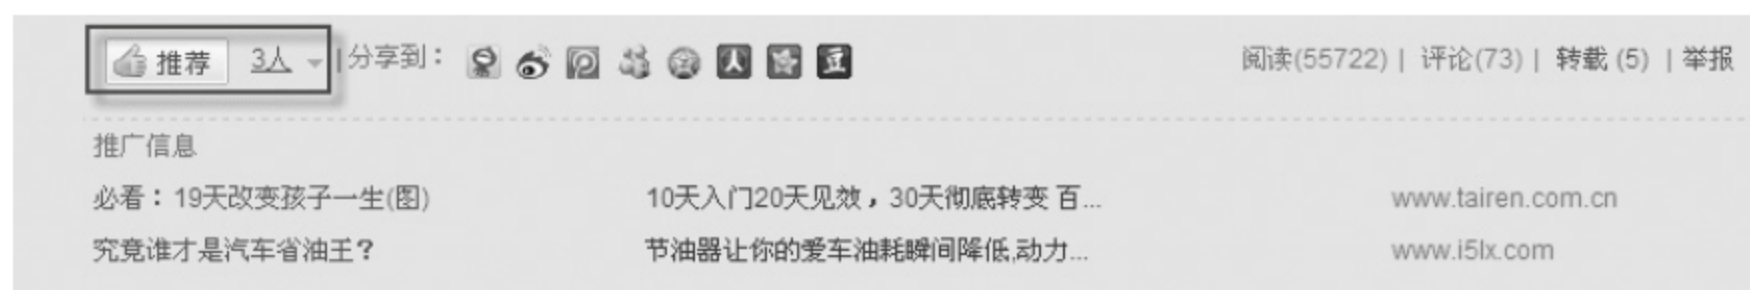 推荐 3人 | 分享到： 阅读(55722) | 评论(73) | 转载 (5) | 举报
推广信息
必看：19天改变孩子一生(图) 10天入门20天见效，30天彻底转变 百... www.tairen.com.cn
究竟谁才是汽车省油王？ 节油器让你的爱车油耗瞬间降低,动力... www.i5lx.com